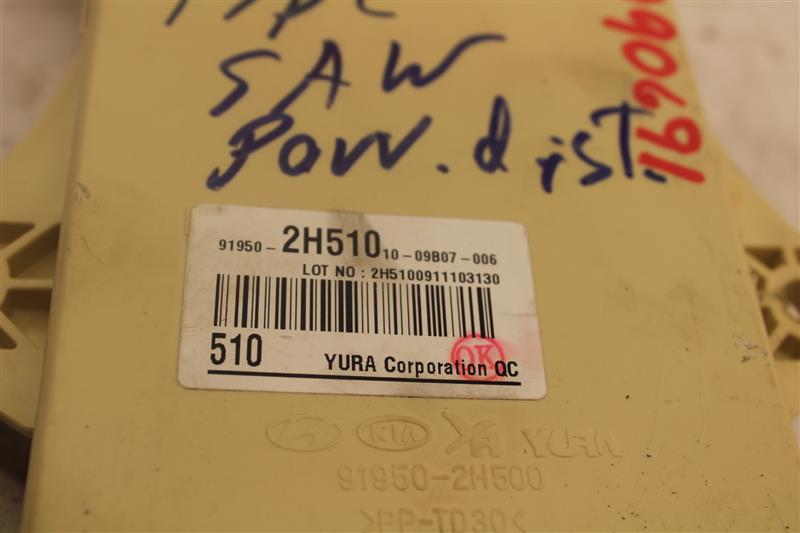 SAW
Pow. dist.
91950-2H510 10-09B07-006
LOT NO : 2H5100911103130
510 YURA Corporation QC
OK
KIA YURA
91950-2H500
>PP-TD30<